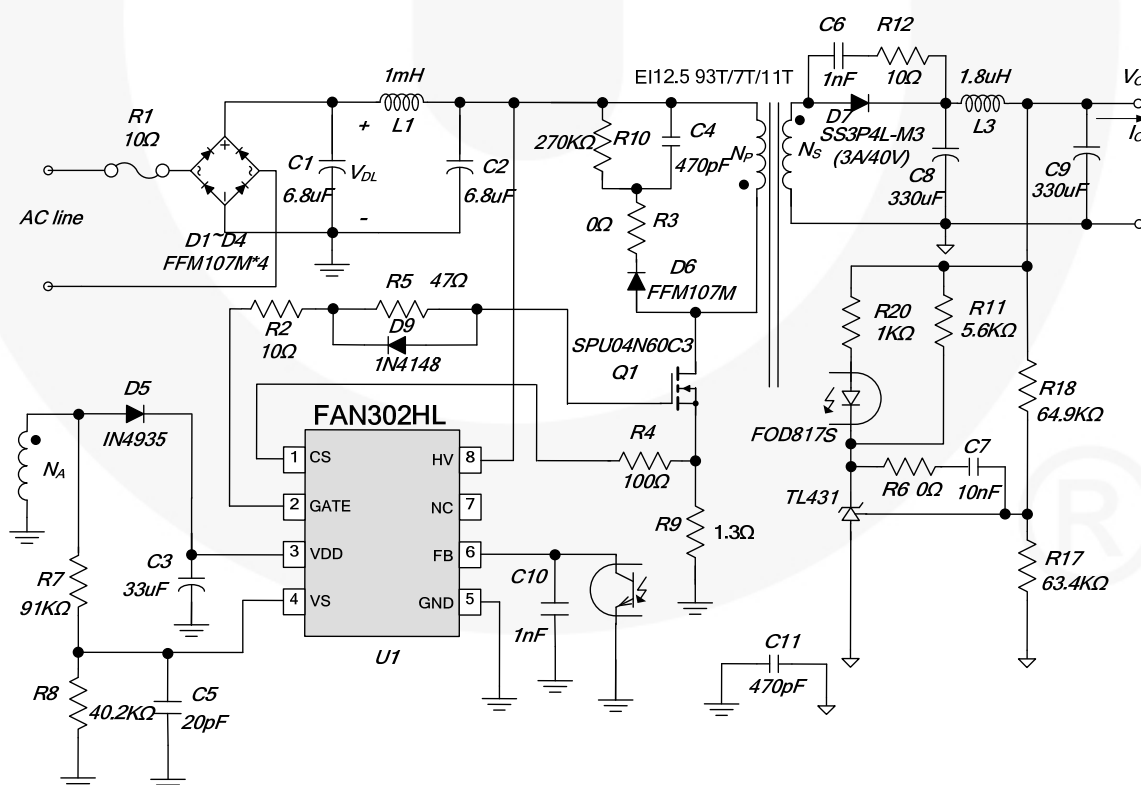 C6
R12
1nF
10Ω
EI12.5 93T/7T/11T
1.8uH
L3
D7
SS3P4L-M3
(3A/40V)
1mH
L1
R1
10Ω
+
C1
VDL
6.8uF
-
C2
6.8uF
270KΩ
R10
C4
470pF
NP
NS
C8
330uF
C9
330uF
AC line
D1~D4
FFM107M*4
0Ω
R3
D6
FFM107M
R5
47Ω
R2
10Ω
D9
1N4148
SPU04N60C3
Q1
R20
1KΩ
R11
5.6KΩ
R18
64.9KΩ
FOD817S
D5
IN4935
NA
FAN302HL
1
CS
HV
8
2
GATE
NC
7
3
VDD
FB
6
4
VS
GND
5
U1
R4
100Ω
R9
1.3Ω
R6 0Ω
C7
10nF
TL431
R17
63.4KΩ
C3
33uF
R7
91KΩ
C10
1nF
R8
40.2KΩ
C5
20pF
C11
470pF
®